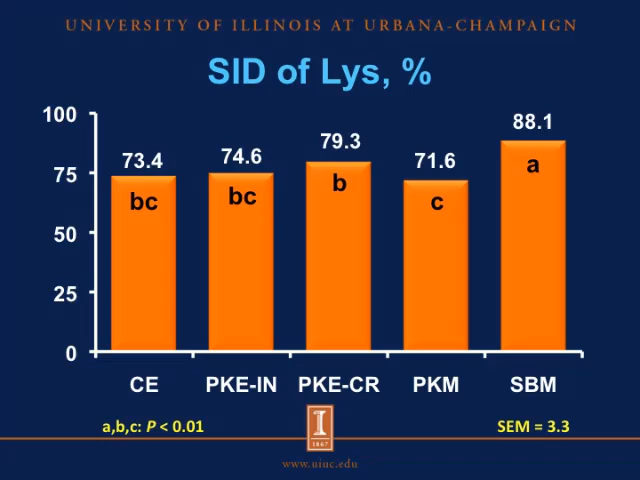 UNIVERSITY OF ILLINOIS AT URBANA-CHAMPAIGN
SID of Lys, %
100
75
50
25
0
73.4
74.6
79.3
71.6
88.1
bc
bc
b
c
a
CE PKE-IN PKE-CR PKM SBM
a,b,c: P < 0.01
SEM = 3.3
I
1867
www.uiuc.edu